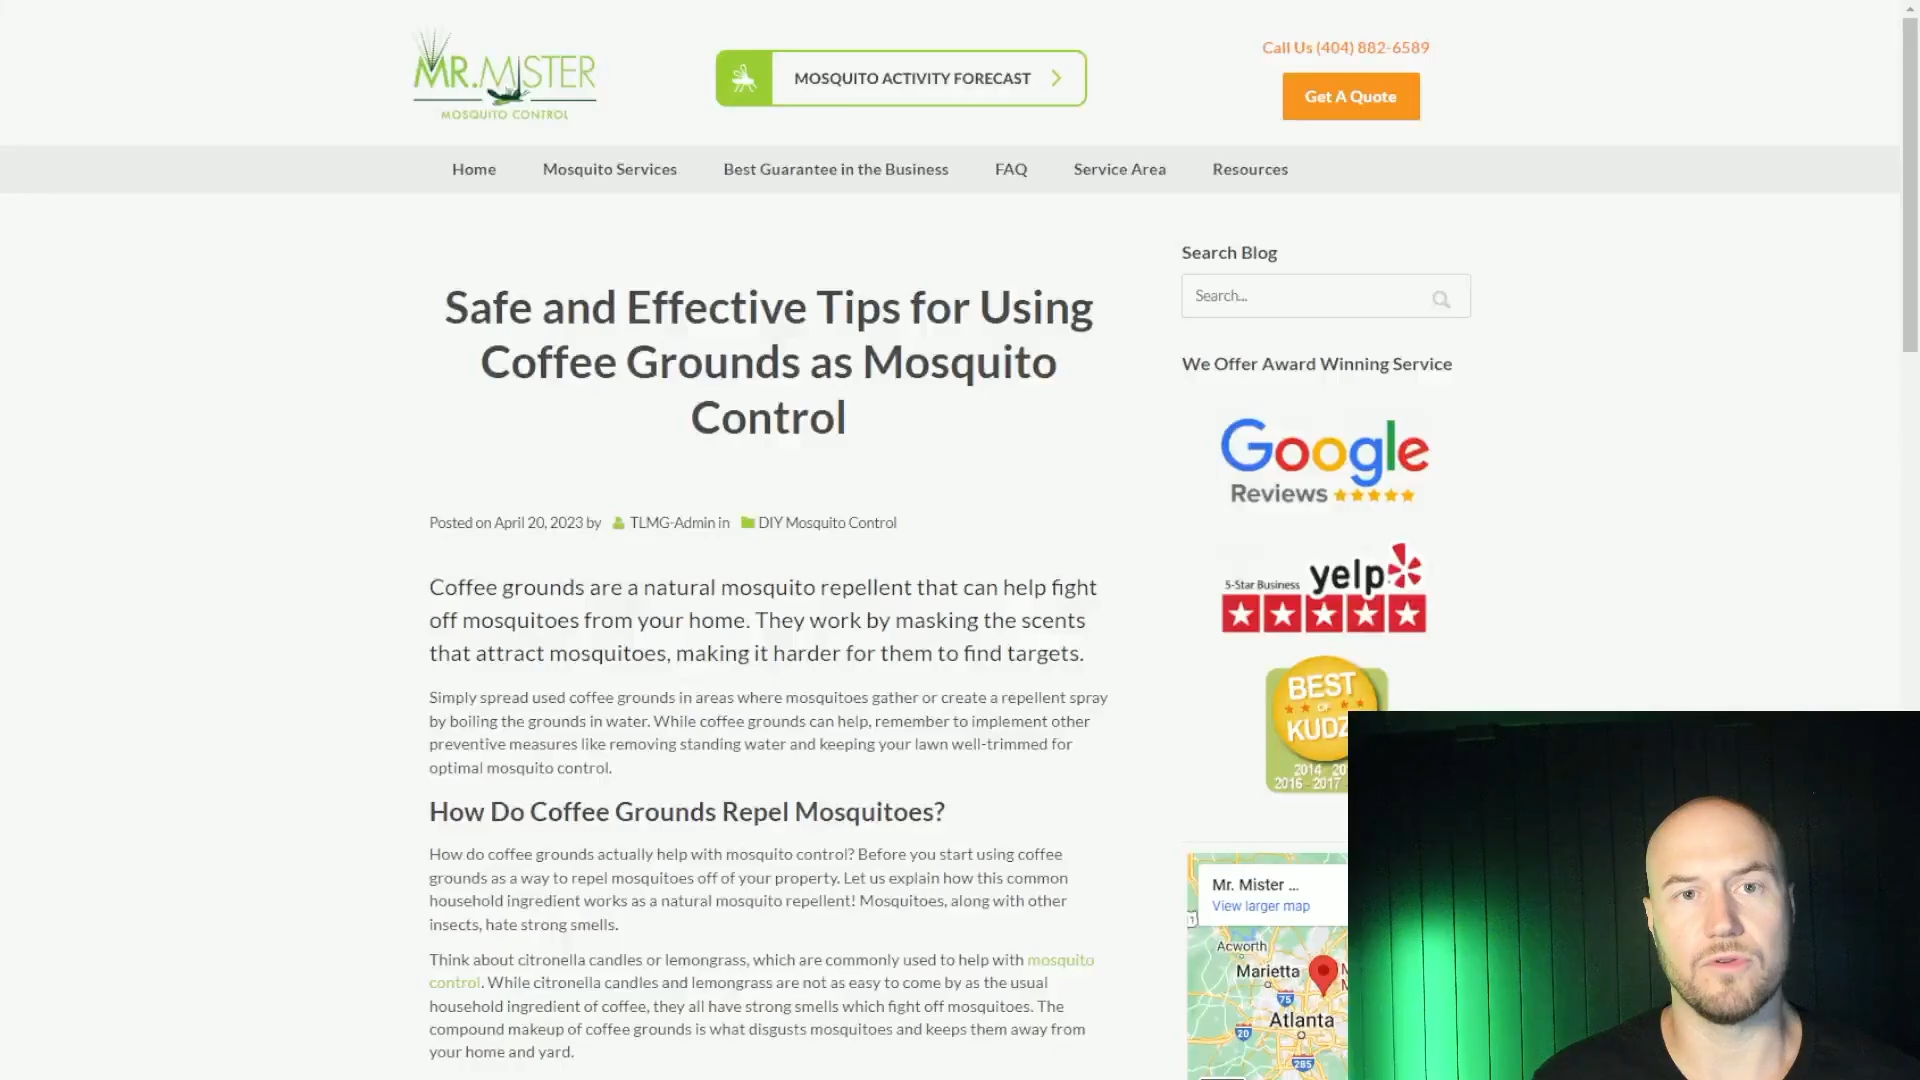 MR.MISTER
MOSQUITO CONTROL
MOSQUITO ACTIVITY FORECAST
Call Us (404) 882-6589
Get A Quote
Home
Mosquito Services
Best Guarantee in the Business
FAQ
Service Area
Resources
Safe and Effective Tips for Using
Coffee Grounds as Mosquito
Control
Posted on April 20, 2023 by TLMG-Admin in DIY Mosquito Control
Coffee grounds are a natural mosquito repellent that can help fight
off mosquitoes from your home. They work by masking the scents
that attract mosquitoes, making it harder for them to find targets.
Simply spread used coffee grounds in areas where mosquitoes gather or create a repellent spray
by boiling the grounds in water. While coffee grounds can help, remember to implement other
preventive measures like removing standing water and keeping your lawn well-trimmed for
optimal mosquito control.
How Do Coffee Grounds Repel Mosquitoes?
How do coffee grounds actually help with mosquito control? Before you start using coffee
grounds as a way to repel mosquitoes off of your property. Let us explain how this common
household ingredient works as a natural mosquito repellent! Mosquitoes, along with other
insects, hate strong smells.
Think about citronella candles or lemongrass, which are commonly used to help with mosquito
control. While citronella candles and lemongrass are not as easy to come by as the usual
household ingredient of coffee, they all have strong smells which fight off mosquitoes. The
compound makeup of coffee grounds is what disgusts mosquitoes and keeps them away from
your home and yard.
Search Blog
Search...
We Offer Award Winning Service
Google
Reviews
5-Star Business yelp
BEST
OF
KUDZ
2014 20
2016 - 2017 -
Mr. Mister ...
View larger map
Acworth
Marietta
75
Atlanta
20
285